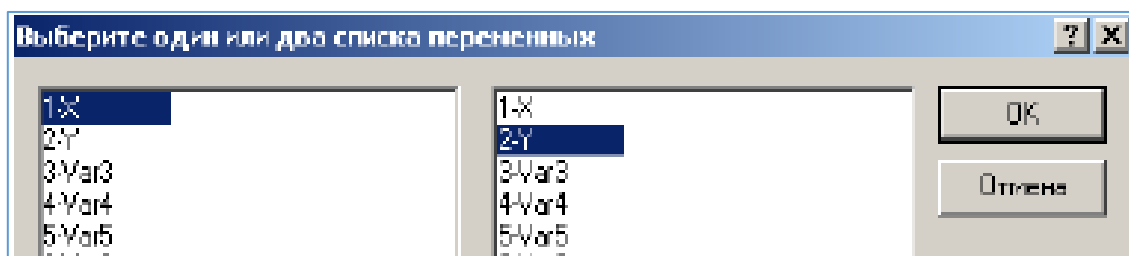 Выберите один или два списка переменных
1-X
2-Y
3-Var3
4-Var4
5-Var5
1-X
2-Y
3-Var3
4-Var4
5-Var5
OK
Отмена